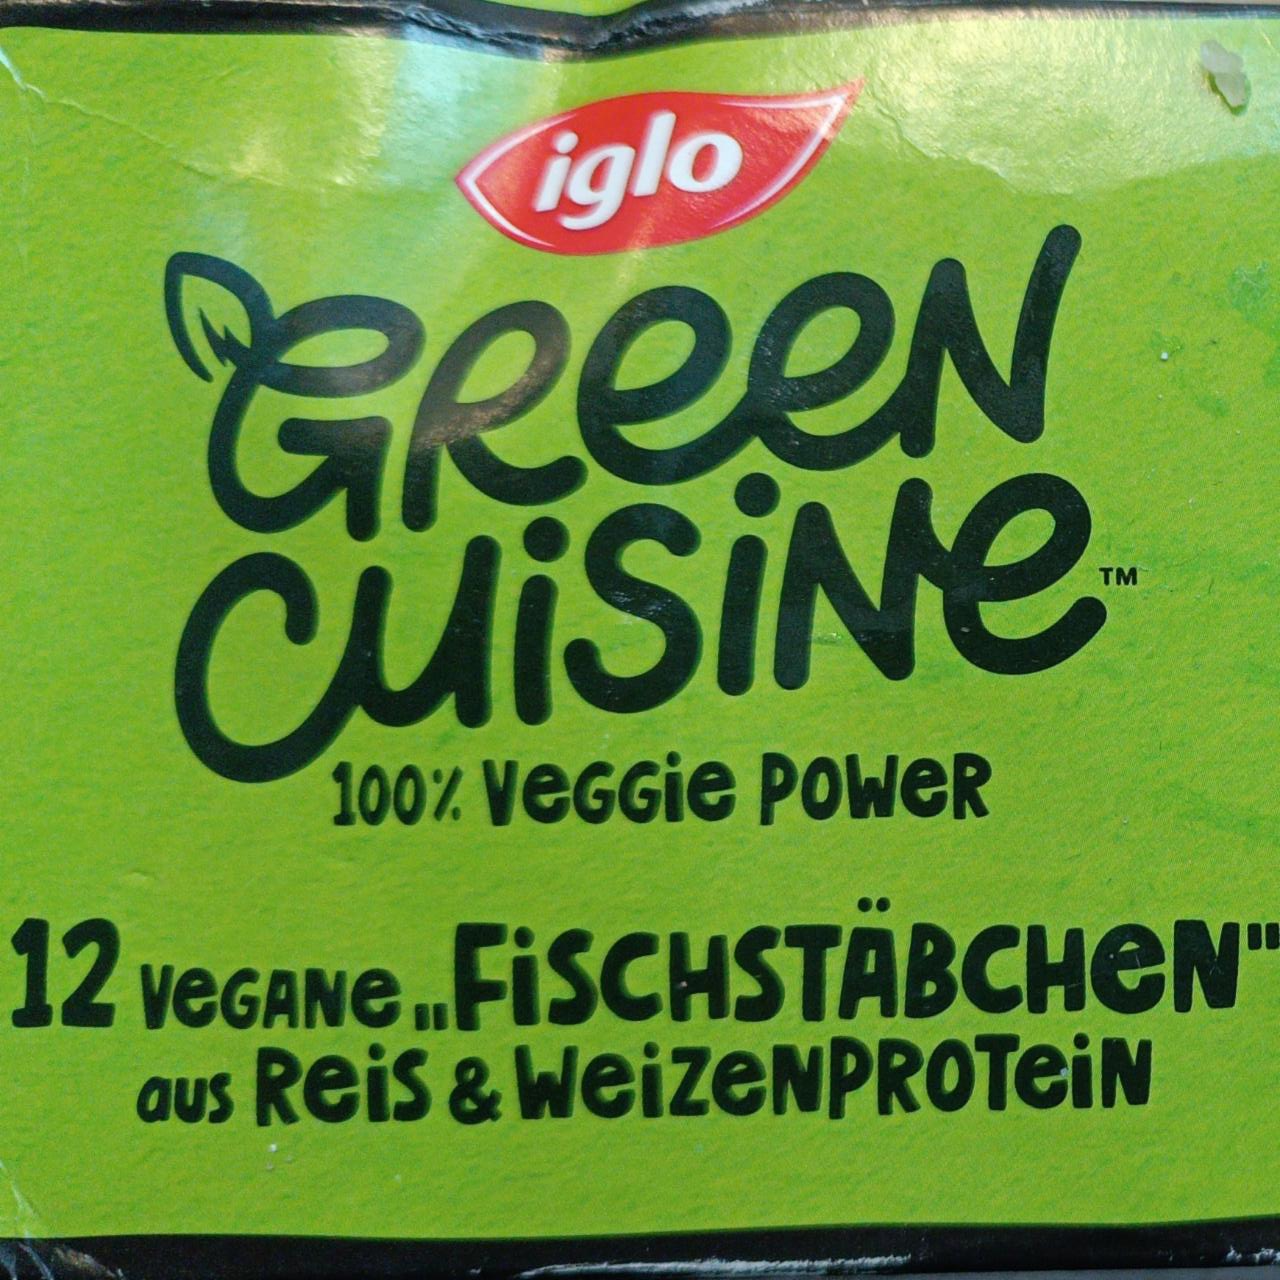 iglo
GReeN
CuiSiNe™
100% VeGGie POWeR
12 VeGaNe „FiSCHSTÄBCHeN"
aus ReiS & WeiZeNPROTeiN